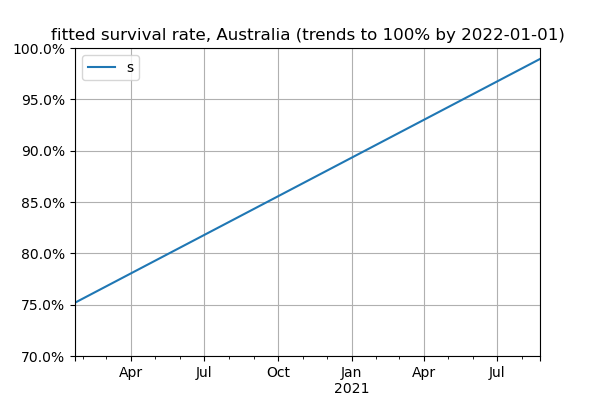 fitted survival rate, Australia (trends to 100% by 2022-01-01)
100.0%
s
95.0%
90.0%
85.0%
80.0%
75.0%
70.0%
Apr Jul Oct Jan Apr Jul
2021